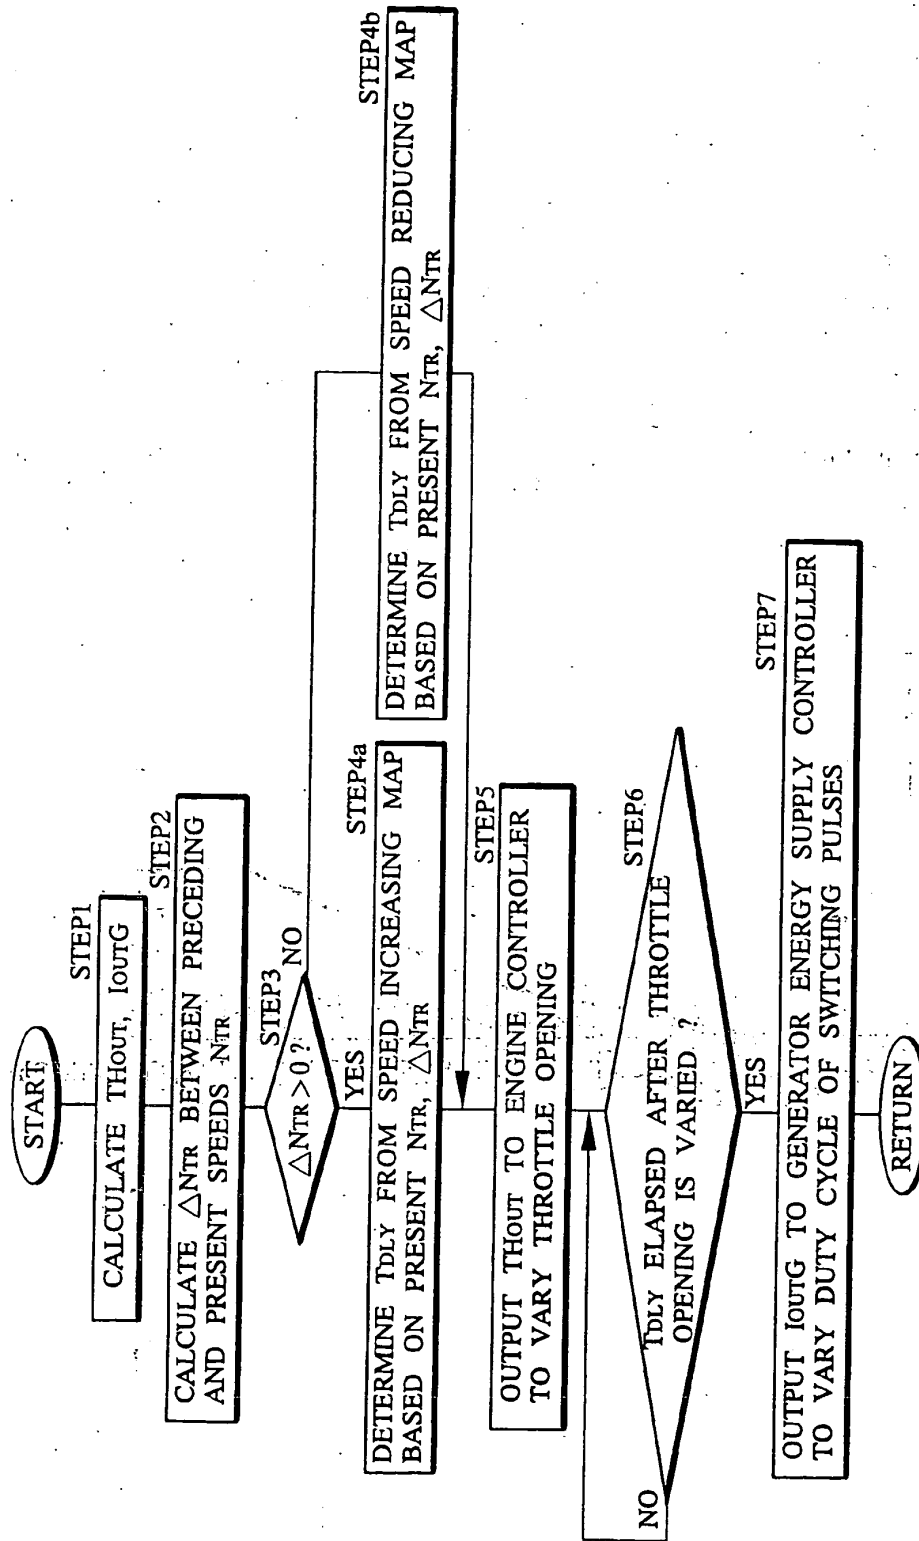 START
STEP1
CALCULATE THOUT, IOUTG
STEP2
CALCULATE △NTR BETWEEN PRECEDING
AND PRESENT SPEEDS NTR
STEP3
△NTR > 0 ?
NO
YES
STEP4a
DETERMINE TDLY FROM SPEED INCREASING MAP
BASED ON PRESENT NTR, △NTR
STEP4b
DETERMINE TDLY FROM SPEED REDUCING MAP
BASED ON PRESENT NTR, △NTR
STEP5
OUTPUT THOUT TO ENGINE CONTROLLER
TO VARY THROTTLE OPENING
STEP6
TDLY ELAPSED AFTER THROTTLE
OPENING IS VARIED ?
NO
YES
STEP7
OUTPUT IOUTG TO GENERATOR ENERGY SUPPLY CONTROLLER
TO VARY DUTY CYCLE OF SWITCHING PULSES
RETURN